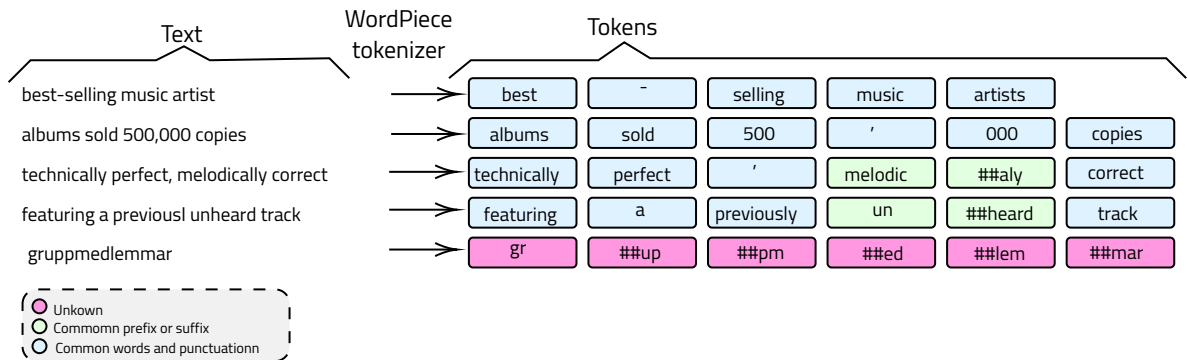 Text
WordPiece
tokenizer
Tokens
best-selling music artist
best - selling music artists
albums sold 500,000 copies
albums sold 500 , 000 copies
technically perfect, melodically correct
technically perfect , melodic ##aly correct
featuring a previousl unheard track
featuring a previously un ##heard track
gruppmedlemmar
gr ##up ##pm ##ed ##lem ##mar
Unkown
Commomn prefix or suffix
Common words and punctuationn